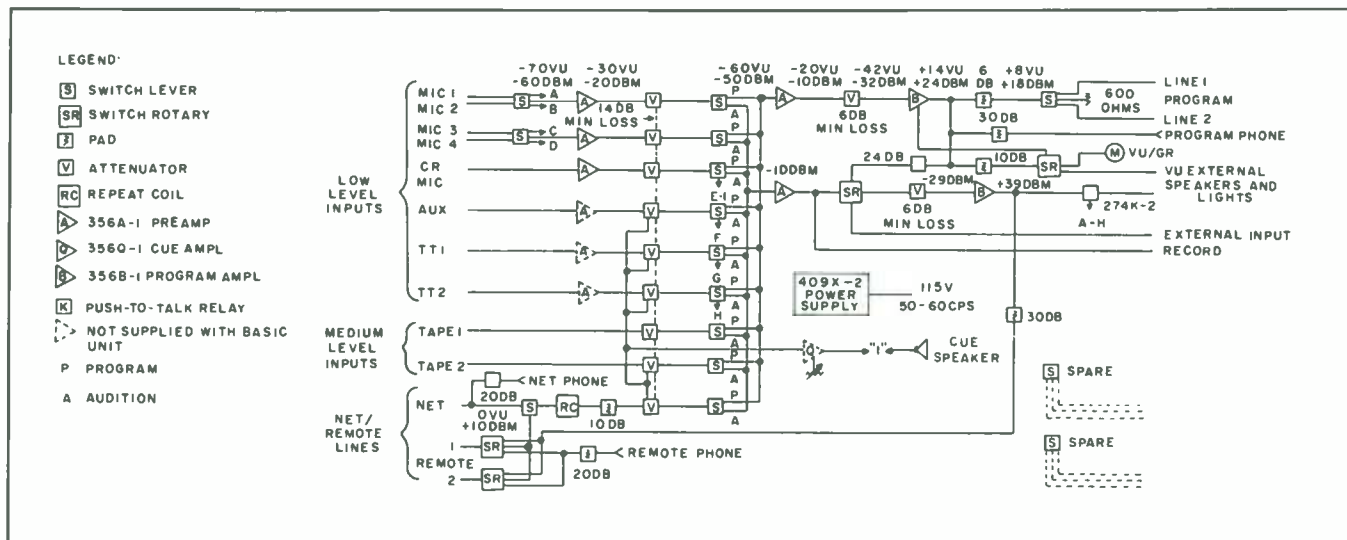 LEGEND:
S SWITCH LEVER
SR SWITCH ROTARY
PAD
V ATTENUATOR
RC REPEAT COIL
A 356A-1 PREAMP
Q 356Q-1 CUE AMPL
B 356B-1 PROGRAM AMPL
K PUSH-TO-TALK RELAY
NOT SUPPLIED WITH BASIC
UNIT
P PROGRAM
A AUDITION
LOW
LEVEL
INPUTS
MEDIUM
LEVEL
INPUTS
NET/
REMOTE
LINES
-70VU
-60DBM
-30VU
-20DBM
-60VU
-50DBM
-20VU
-10DBM
-42VU
-32DBM
+14VU
+24DBM
6
DB
+8VU
+18DBM
MIC 1
MIC 2
S
A
B
A
14DB
MIN LOSS
V
S
P
A
A
V
6DB
MIN LOSS
B
30DB
S
600
OHMS
LINE 1
PROGRAM
LINE 2
PROGRAM PHONE
MIC 3
MIC 4
S
C
D
A
V
S
P
A
24DB
10DB
SR
M VU/GR
VU EXTERNAL
SPEAKERS AND
LIGHTS
CR
MIC
A
V
S
P
A
E-1
-10DBM
A
SR
V
-29DBM
B
+39DBM
6DB
MIN LOSS
274K-2
A-H
EXTERNAL INPUT
RECORD
AUX
A
V
S
P
A
F
TT1
A
V
S
P
A
G
TT2
A
V
S
P
A
H
409X-2
POWER
SUPPLY
115V
50-60CPS
30DB
TAPE 1
V
S
P
A
Q
"1"
CUE
SPEAKER
TAPE 2
V
S
P
A
NET
20DB
NET PHONE
0VU
+10DBM
S
RC
10DB
V
S
P
A
1
REMOTE
2
SR
SR
20DB
REMOTE PHONE
S SPARE
S SPARE